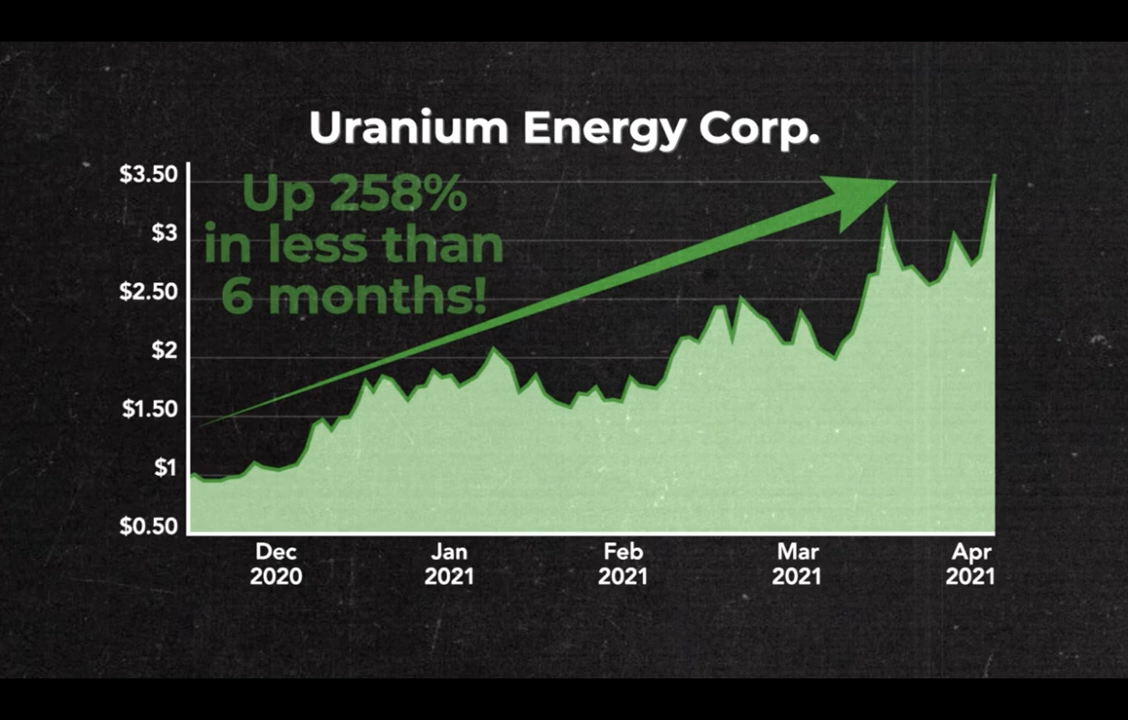 Uranium Energy Corp.
Up 258%
in less than
6 months!
$3.50
$3
$2.50
$2
$1.50
$1
$0.50
Dec
2020
Jan
2021
Feb
2021
Mar
2021
Apr
2021